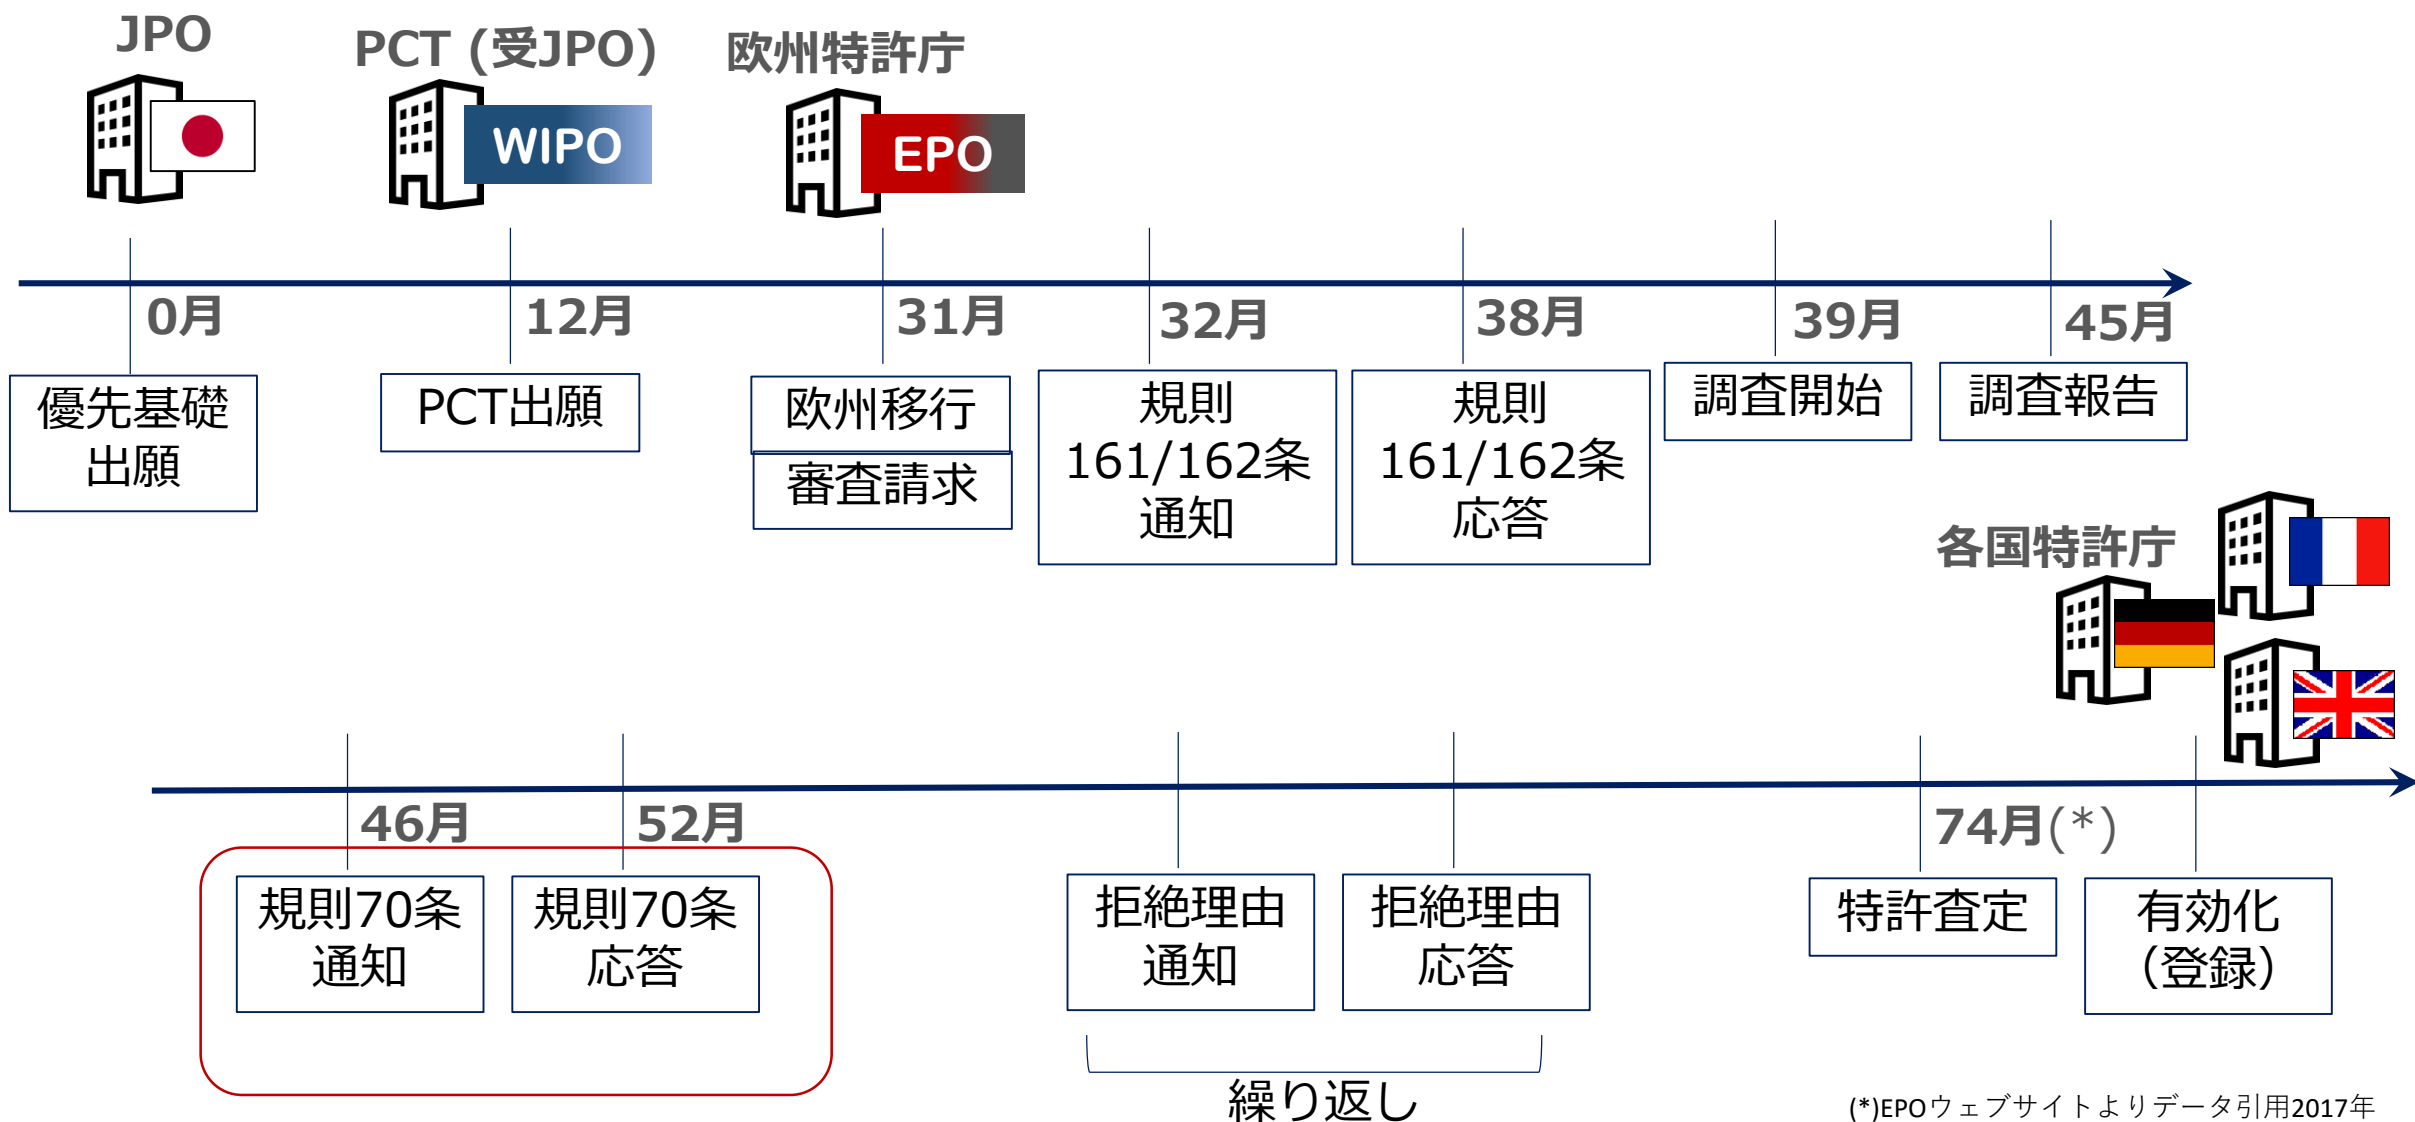 JPO
PCT (受JPO)
欧州特許庁
WIPO
EPO
0月
12月
31月
32月
38月
39月
45月
優先基礎
出願
PCT出願
欧州移行
審査請求
規則
161/162条
通知
規則
161/162条
応答
調査開始
調査報告
各国特許庁
46月
52月
74月(*)
規則70条
通知
規則70条
応答
拒絶理由
通知
拒絶理由
応答
特許査定
有効化
（登録）
繰り返し
(*)EPOウェブサイトよりデータ引用2017年